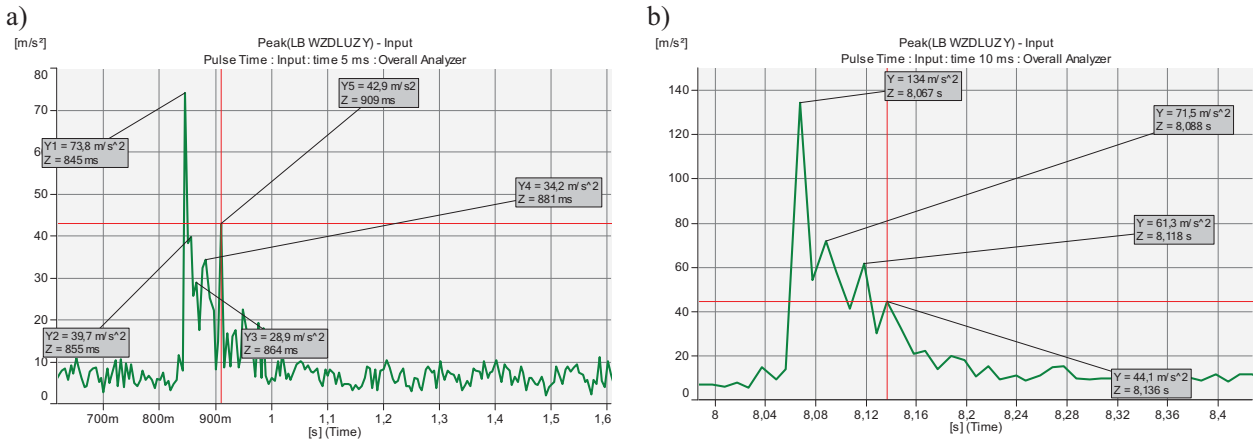 a)
[m/s²]
Peak(LB WZDLUZY) - Input
Pulse Time : Input: time 5 ms : Overall Analyzer
80
70
60
50
40
30
20
10
0
Y1 = 73,8 m/s^2
Z = 845 ms
Y5 = 42,9 m/s2
Z = 909 ms
Y4 = 34,2 m/s^2
Z = 881 ms
Y2 = 39,7 m/s^2
Z = 855 ms
Y3 = 28,9 m/s^2
Z = 864 ms
700m 800m 900m 1 1,1 1,2 1,3 1,4 1,5 1,6
[s] (Time)
b)
[m/s²]
Peak(LB WZDLUZY) - Input
Pulse Time : Input: time 10 ms : Overall Analyzer
140
120
100
80
60
40
20
0
Y = 134 m/s^2
Z = 8,067 s
Y = 71,5 m/s^2
Z = 8,088 s
Y = 61,3 m/s^2
Z = 8,118 s
Y = 44,1 m/s^2
Z = 8,136 s
8 8,04 8,08 8,12 8,16 8,2 8,24 8,28 8,32 8,36 8,4
[s] (Time)